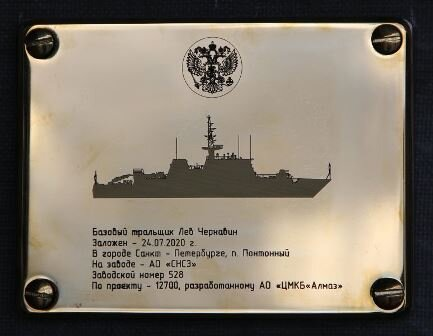 Базовый тральщик Лев Чернавин
Заложен - 24.07.2020 г.
В городе Санкт - Петербурге, п. Понтонный
На заводе - АО «СНСЗ»
Заводской номер 528
По проекту - 12700, разработанному АО «ЦМКБ«Алмаз»